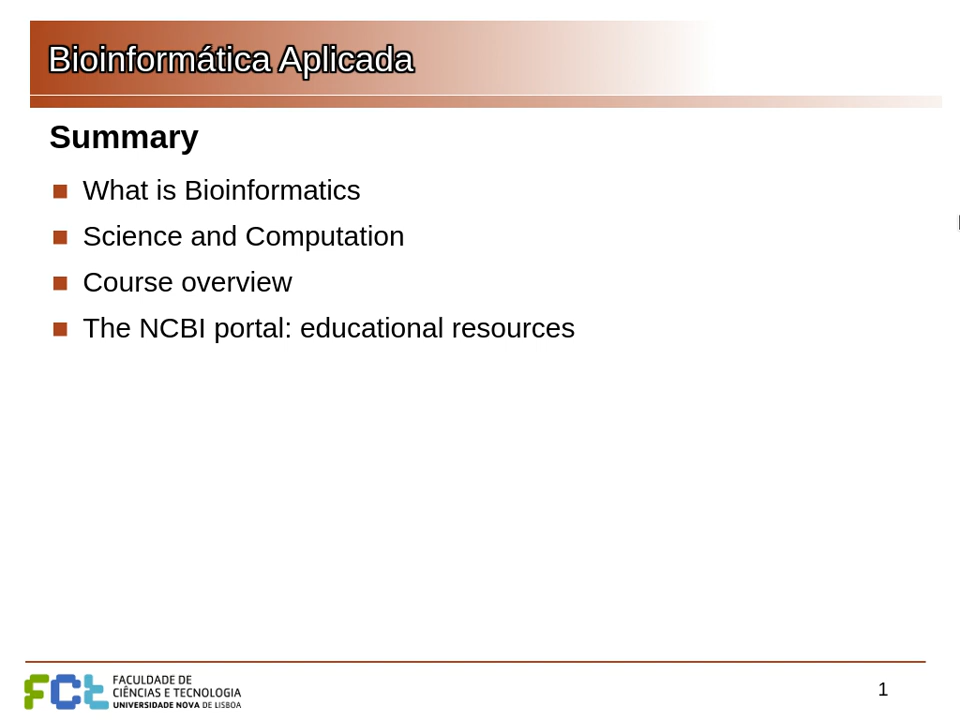 Bioinformática Aplicada
Summary
What is Bioinformatics
Science and Computation
Course overview
The NCBI portal: educational resources
FCt
FACULDADE DE
CIÊNCIAS E TECNOLOGIA
UNIVERSIDADE NOVA DE LISBOA
1